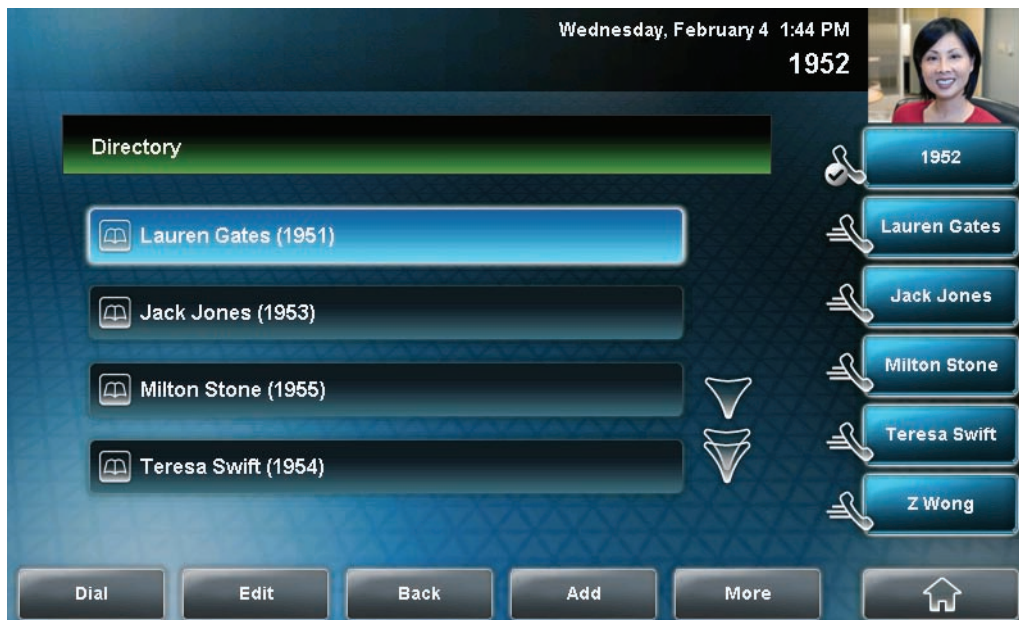 Wednesday, February 4 1:44 PM
1952
Directory
Lauren Gates (1951)
Jack Jones (1953)
Milton Stone (1955)
Teresa Swift (1954)
1952
Lauren Gates
Jack Jones
Milton Stone
Teresa Swift
Z Wong
Dial
Edit
Back
Add
More